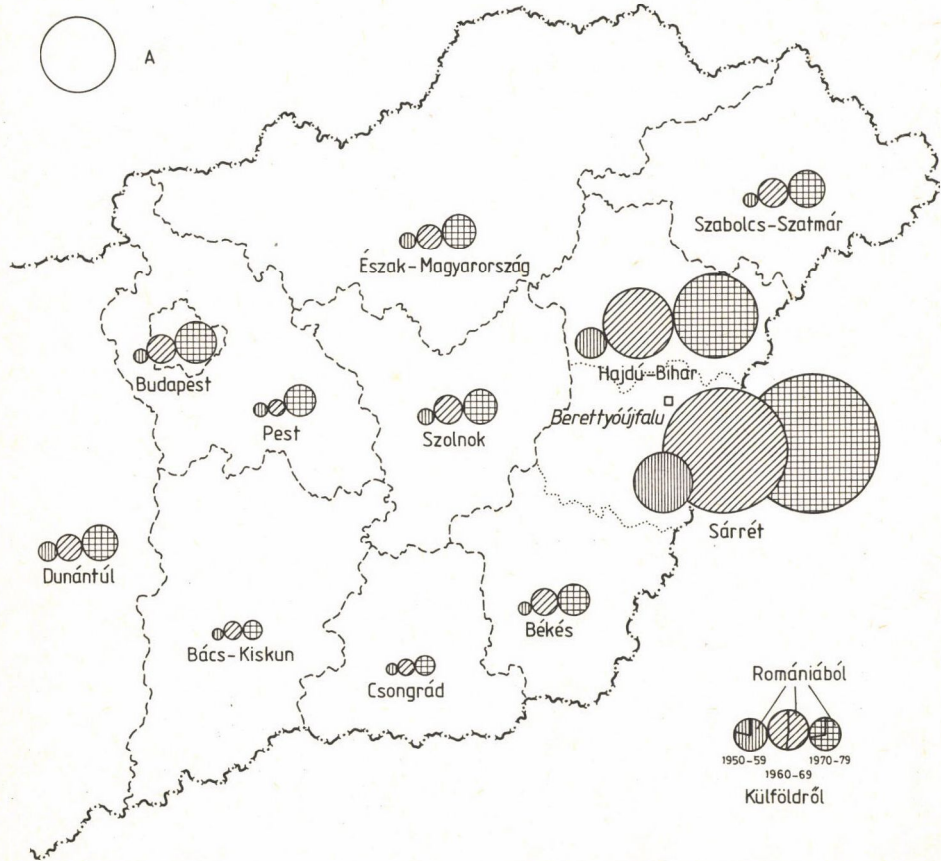 A
Szabolcs-Szatmár
Észak-Magyarország
Hajdú-Bihar
Budapest
Berettyóújfalu
Pest
Szolnok
Sárrét
Dunántúl
Békés
Bács-Kiskun
Csongrád
Romániából
1950-59
1970-79
1960-69
Külföldről